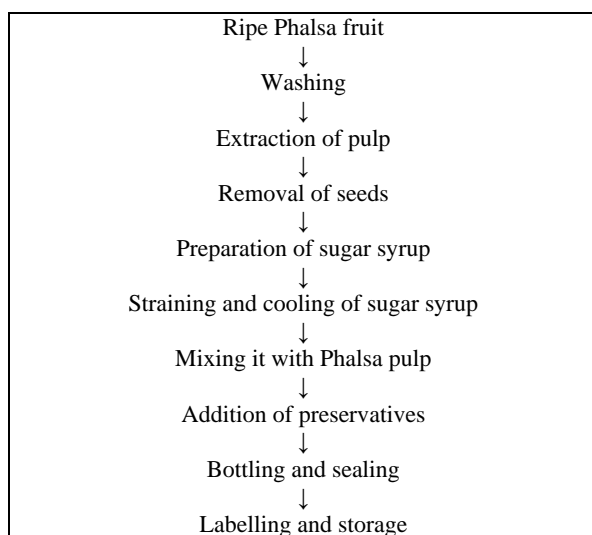 Ripe Phalsa fruit
↓
Washing
↓
Extraction of pulp
↓
Removal of seeds
↓
Preparation of sugar syrup
↓
Straining and cooling of sugar syrup
↓
Mixing it with Phalsa pulp
↓
Addition of preservatives
↓
Bottling and sealing
↓
Labelling and storage